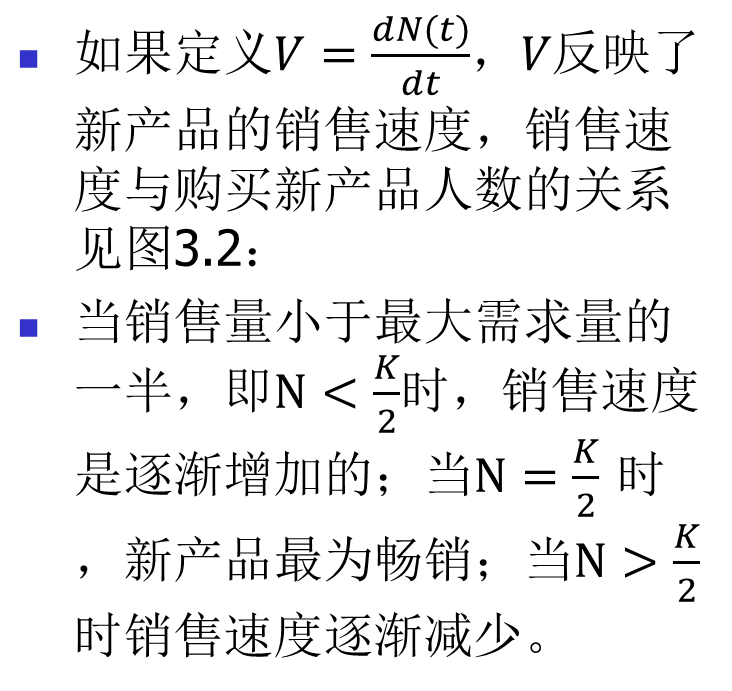 如果定义V = dN(t)/dt，V反映了
新产品的销售速度，销售速
度与购买新产品人数的关系
见图3.2：
当销售量小于最大需求量的
一半，即N < K/2时，销售速度
是逐渐增加的；当N = K/2 时
，新产品最为畅销；当N > K/2
时销售速度逐渐减少。